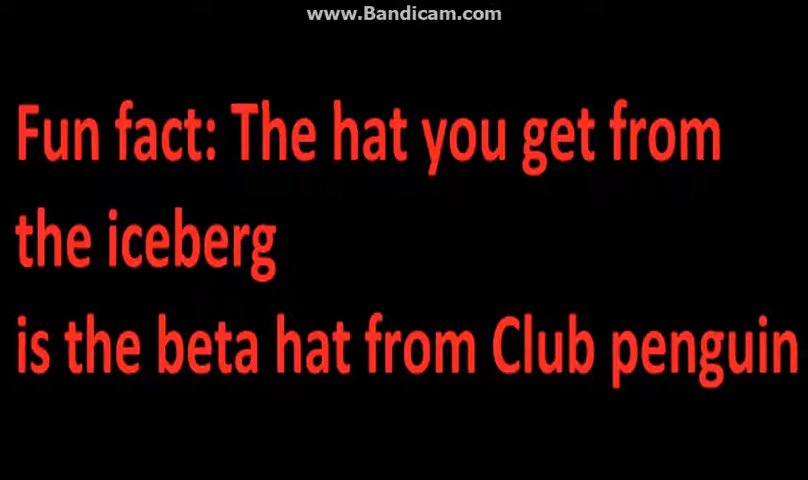 www.Bandicam.com
Fun fact: The hat you get from
the iceberg
is the beta hat from Club penguin